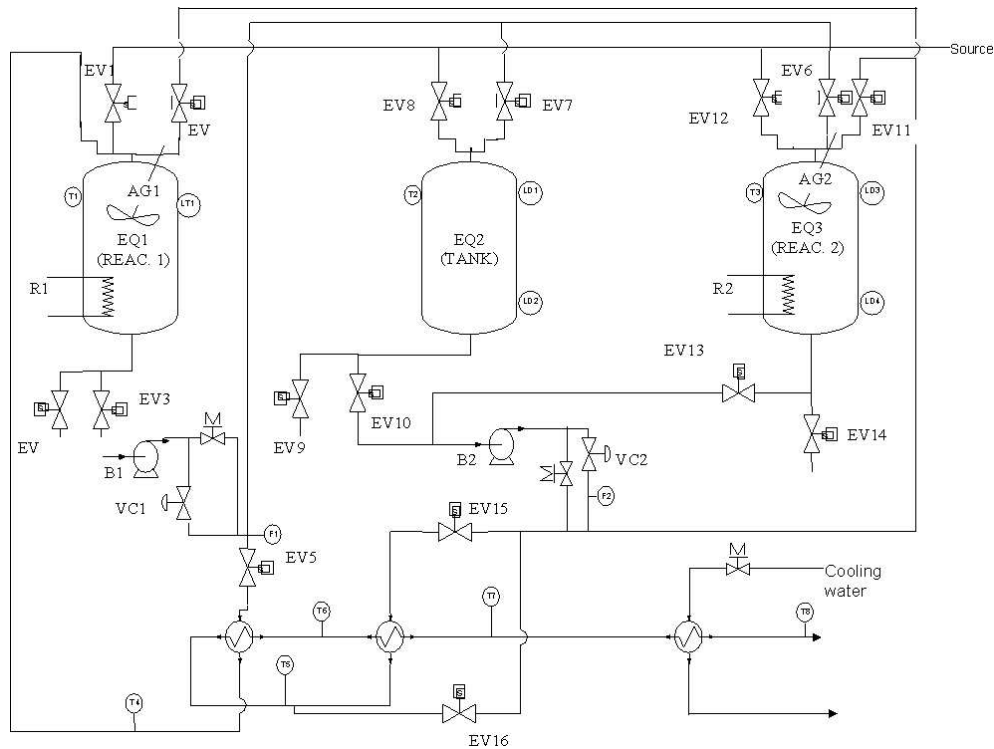 Source
EV1
EV
EV8
EV7
EV6
EV12
EV11
T1
AG1
LT1
T2
LD1
T3
AG2
LD3
EQ1
(REAC. 1)
EQ2
(TANK)
EQ3
(REAC. 2)
R1
LD2
R2
LD4
EV13
S
S
EV3
S
EV
M
EV10
EV9
EV14
B1
B2
VC2
M
VC1
F2
EV15
S
F1
EV5
M
Cooling
water
T6
T7
T8
T5
T4
S
EV16